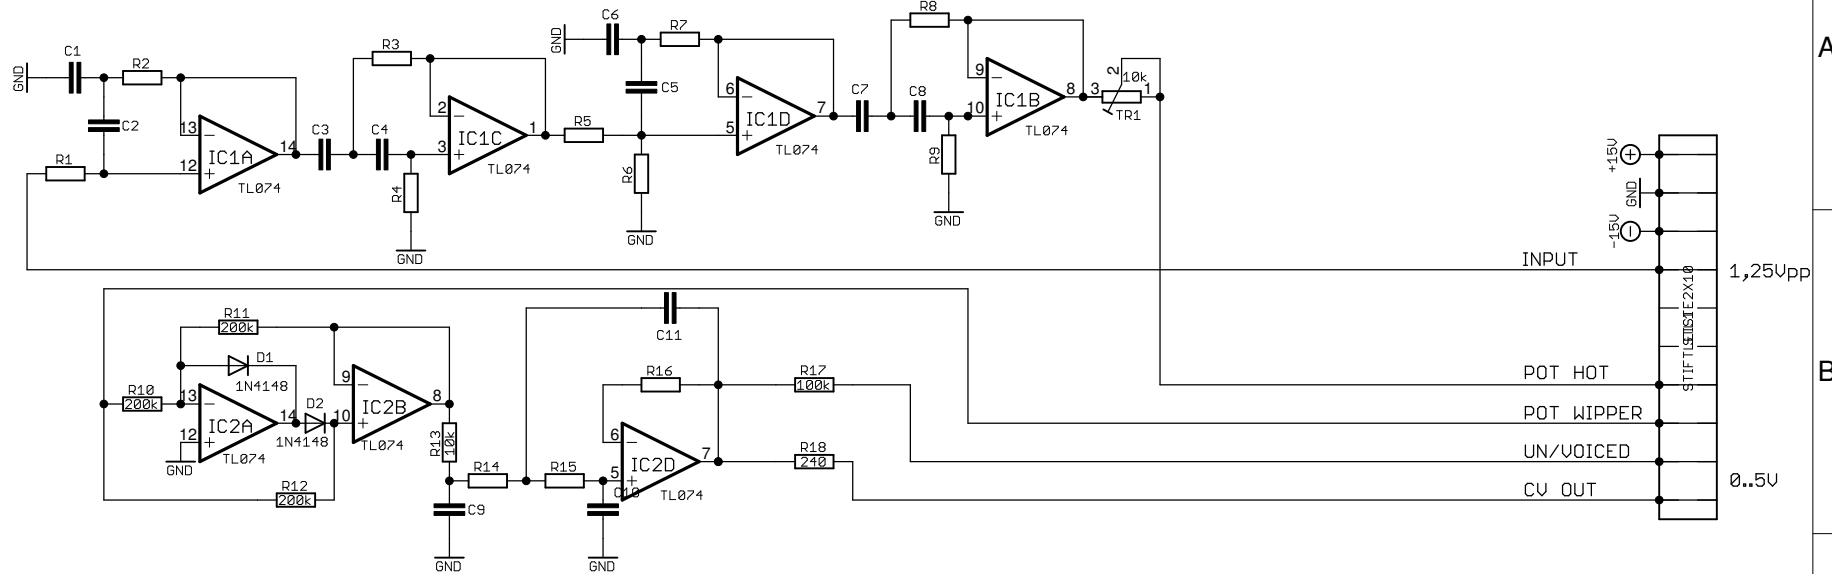 R8
C6
R7
GND
A
C1
R3
R2
GND
9
2
10k
8
3
1
C5
6
C7
C8
IC1B
TR1
2
IC1D
7
10
C2
13
C3
C4
IC1C
1
R5
5
TL074
IC1A
14
3
TL074
R9
+15V
R1
12
TL074
R6
TL074
R4
GND
GND
GND
GND
-15V
INPUT
1,25Vpp
R11
200k
C11
D1
1N4148
R16
R17
100k
POT HOT
B
9
8
R10
200k
13
14
D2
10
IC2B
POT WIPPER
IC2A
12
1N4148
TL074
R13
10k
6
7
R18
240
UN/VOICED
GND
TL074
R14
R15
5
IC2D
R12
200k
C10
TL074
CV OUT
0..5V
C9
GND
GND